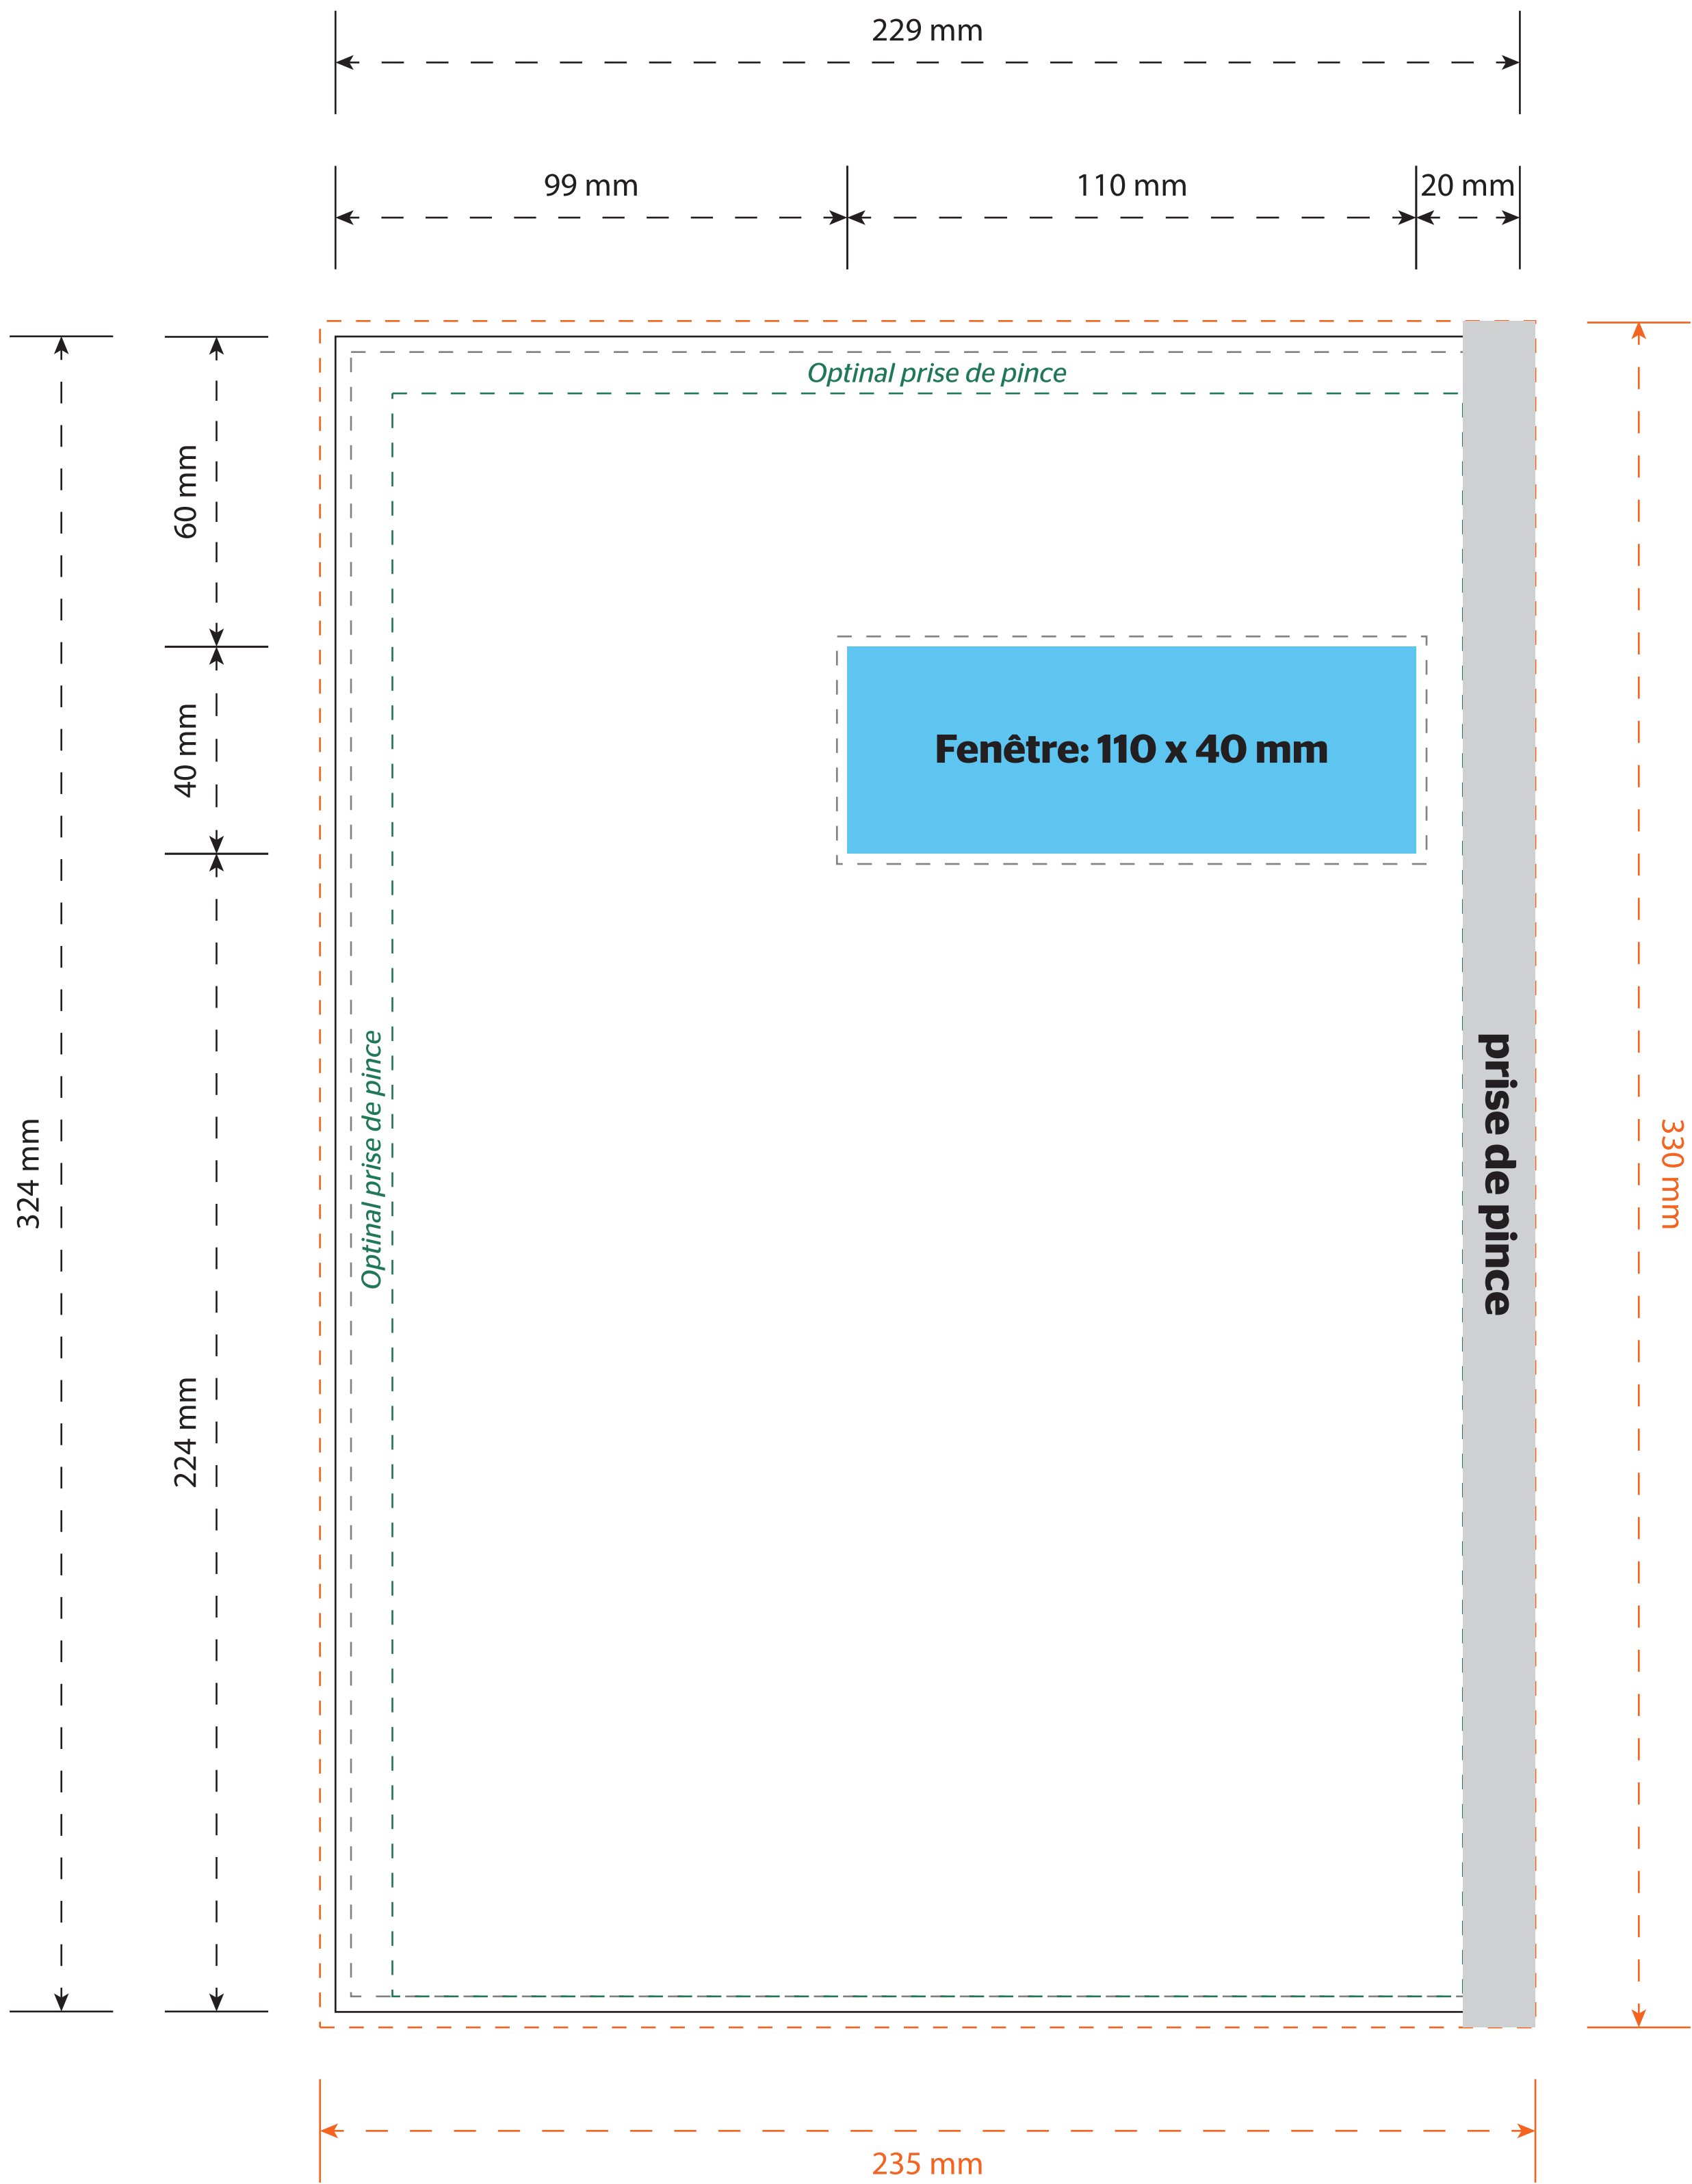 229 mm
99 mm
110 mm
20 mm
Optinal prise de pince
60 mm
40 mm
Fenêtre: 110 x 40 mm
324 mm
Optinal prise de pince
prise de pince
330 mm
224 mm
235 mm